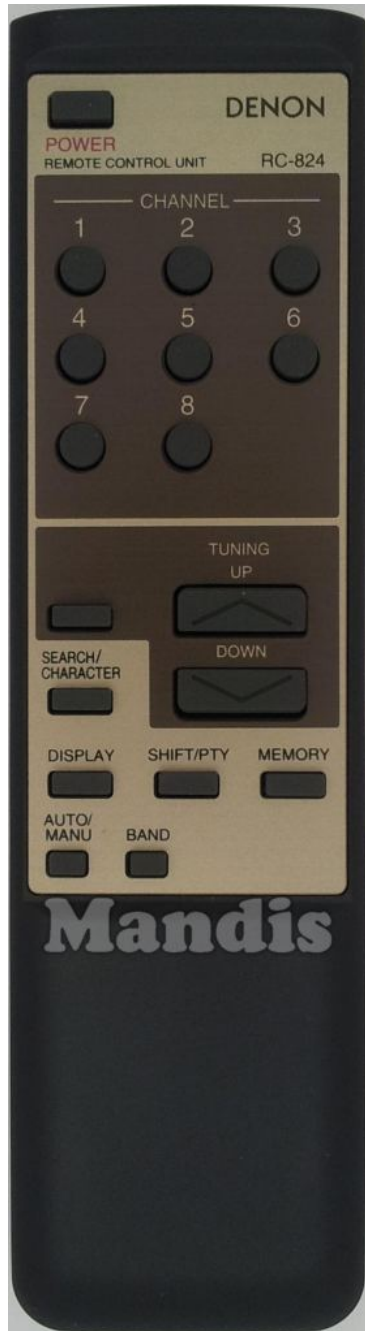 DENON
POWER
REMOTE CONTROL UNIT RC-824
CHANNEL
1 2 3
4 5 6
7 8
TUNING
UP
DOWN
SEARCH/
CHARACTER
DISPLAY SHIFT/PTY MEMORY
AUTO/
MANU BAND
Mandis